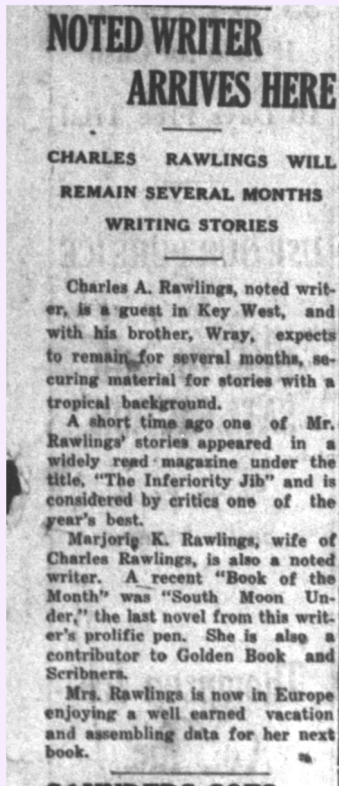 NOTED WRITER
ARRIVES HERE
CHARLES RAWLINGS WILL
REMAIN SEVERAL MONTHS
WRITING STORIES
Charles A. Rawlings, noted writ-
er, is a guest in Key West, and
with his brother, Wray, expects
to remain for several months, se-
curing material for stories with a
tropical background.
A short time ago one of Mr.
Rawlings' stories appeared in a
widely read magazine under the
title, "The Inferiority Jib" and is
considered by critics one of the
year's best.
Marjorie K. Rawlings, wife of
Charles Rawlings, is also a noted
writer. A recent "Book of the
Month" was "South Moon Un-
der," the last novel from this writ-
er's prolific pen. She is also a
contributor to Golden Book and
Scribners.
Mrs. Rawlings is now in Europe
enjoying a well earned vacation
and assembling data for her next
book.